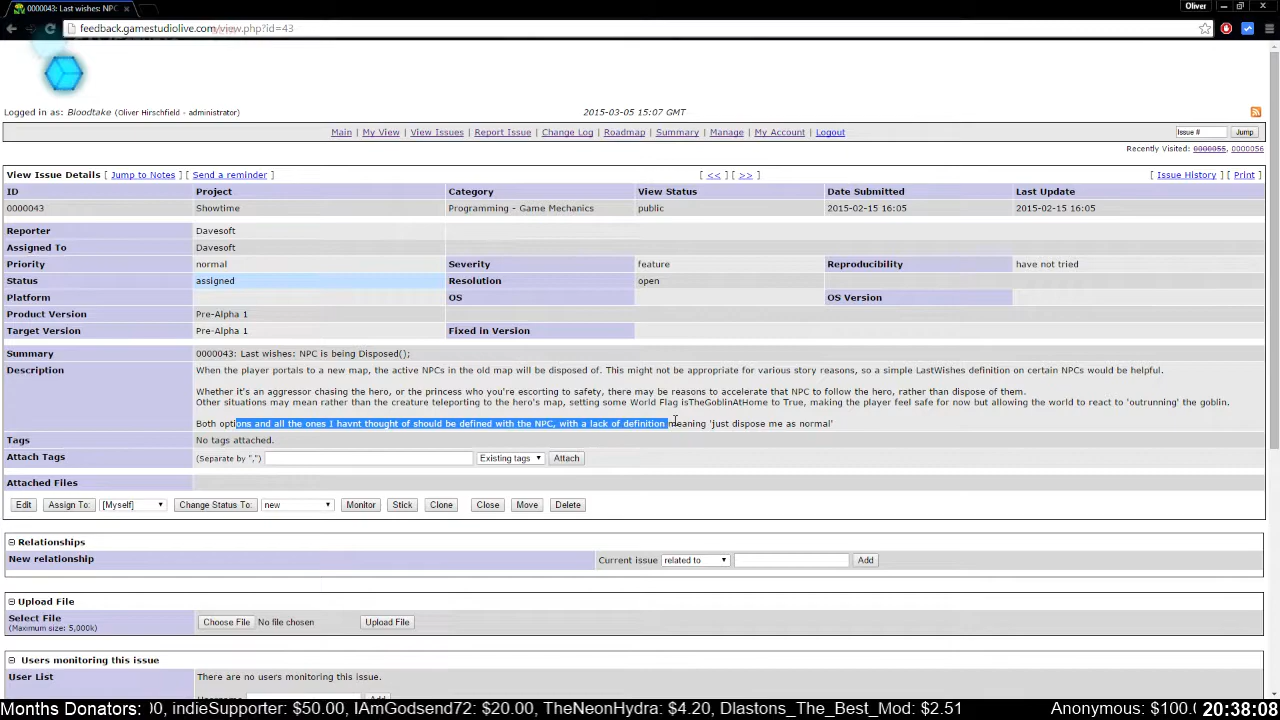 0000043: Last wishes: NPC
Oliver
feedback.gamestudiolive.com/view.php?id=43
Logged in as: Bloodtake (Oliver Hirschfield - administrator)
2015-03-05 15:07 GMT
Main | My View | View Issues | Report Issue | Change Log | Roadmap | Summary | Manage | My Account | Logout
Issue # Jump
Recently Visited: 0000055, 0000056
View Issue Details [ Jump to Notes ] [ Send a reminder ] [ << ] [ >> ] [ Issue History ] [ Print ]
ID Project Category View Status Date Submitted Last Update
0000043 Showtime Programming - Game Mechanics public 2015-02-15 16:05 2015-02-15 16:05
Reporter Davesoft
Assigned To Davesoft
Priority normal Severity feature Reproducibility have not tried
Status assigned Resolution open
Platform OS OS Version
Product Version Pre-Alpha 1
Target Version Pre-Alpha 1 Fixed in Version
Summary 0000043: Last wishes: NPC is being Disposed();
Description When the player portals to a new map, the active NPCs in the old map will be disposed of. This might not be appropriate for various story reasons, so a simple LastWishes definition on certain NPCs would be helpful.
Whether it's an aggressor chasing the hero, or the princess who you're escorting to safety, there may be reasons to accelerate that NPC to follow the hero, rather than dispose of them.
Other situations may mean rather than the creature teleporting to the hero's map, setting some World Flag isTheGoblinAtHome to True, making the player feel safe for now but allowing the world to react to 'outrunning' the goblin.
Both options and all the ones I havnt thought of should be defined with the NPC, with a lack of definition meaning 'just dispose me as normal'
Tags No tags attached.
Attach Tags (Separate by ",") Existing tags Attach
Attached Files
Edit Assign To: [Myself] Change Status To: new Monitor Stick Clone Close Move Delete
Relationships
New relationship Current issue related to Add
Upload File
Select File
(Maximum size: 5,000k) Choose File No file chosen Upload File
Users monitoring this issue
User List There are no users monitoring this issue.
Username Add
Months Donators: 00, indieSupporter: $50.00, IAmGodsend72: $20.00, TheNeonHydra: $4.20, Dlastons_The_Best_Mod: $2.51 Anonymous: $100. 20:38:08